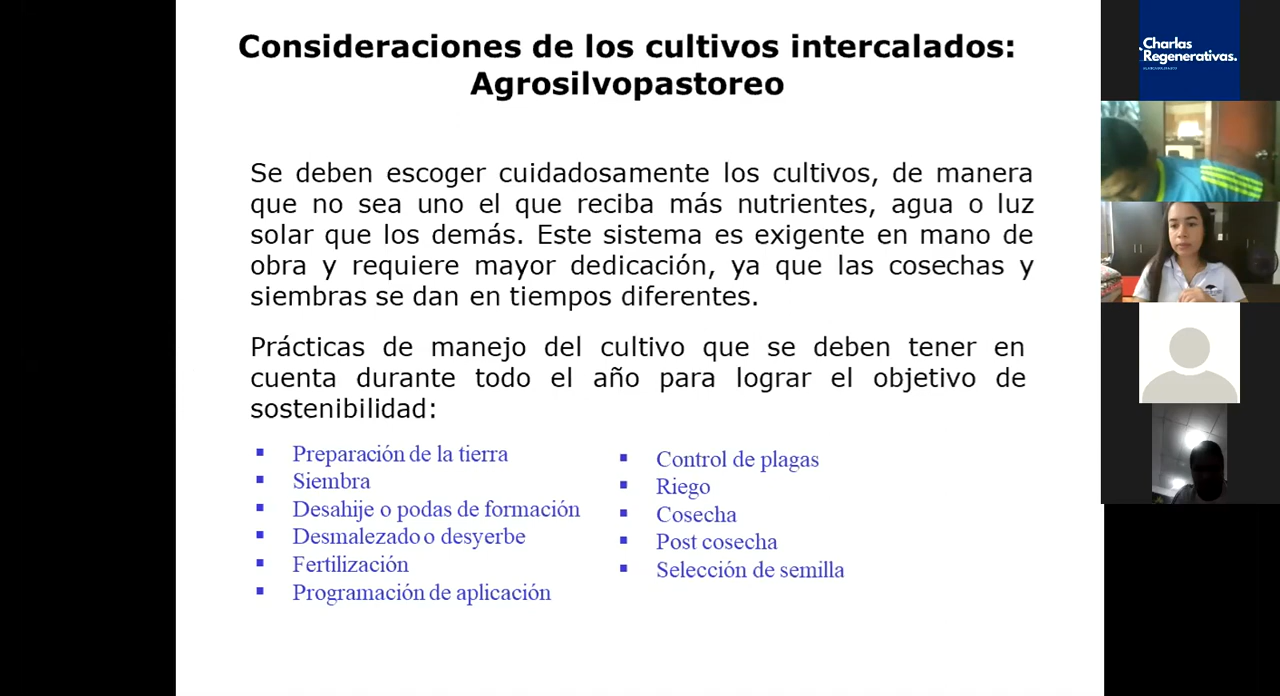 Consideraciones de los cultivos intercalados:
Agrosilvopastoreo
Se deben escoger cuidadosamente los cultivos, de manera
que no sea uno el que reciba más nutrientes, agua o luz
solar que los demás. Este sistema es exigente en mano de
obra y requiere mayor dedicación, ya que las cosechas y
siembras se dan en tiempos diferentes.
Prácticas de manejo del cultivo que se deben tener en
cuenta durante todo el año para lograr el objetivo de
sostenibilidad:
▪ Preparación de la tierra
▪ Siembra
▪ Desahije o podas de formación
▪ Desmalezado o desyerbe
▪ Fertilización
▪ Programación de aplicación
▪ Control de plagas
▪ Riego
▪ Cosecha
▪ Post cosecha
▪ Selección de semilla
Charlas
Regenerativas.